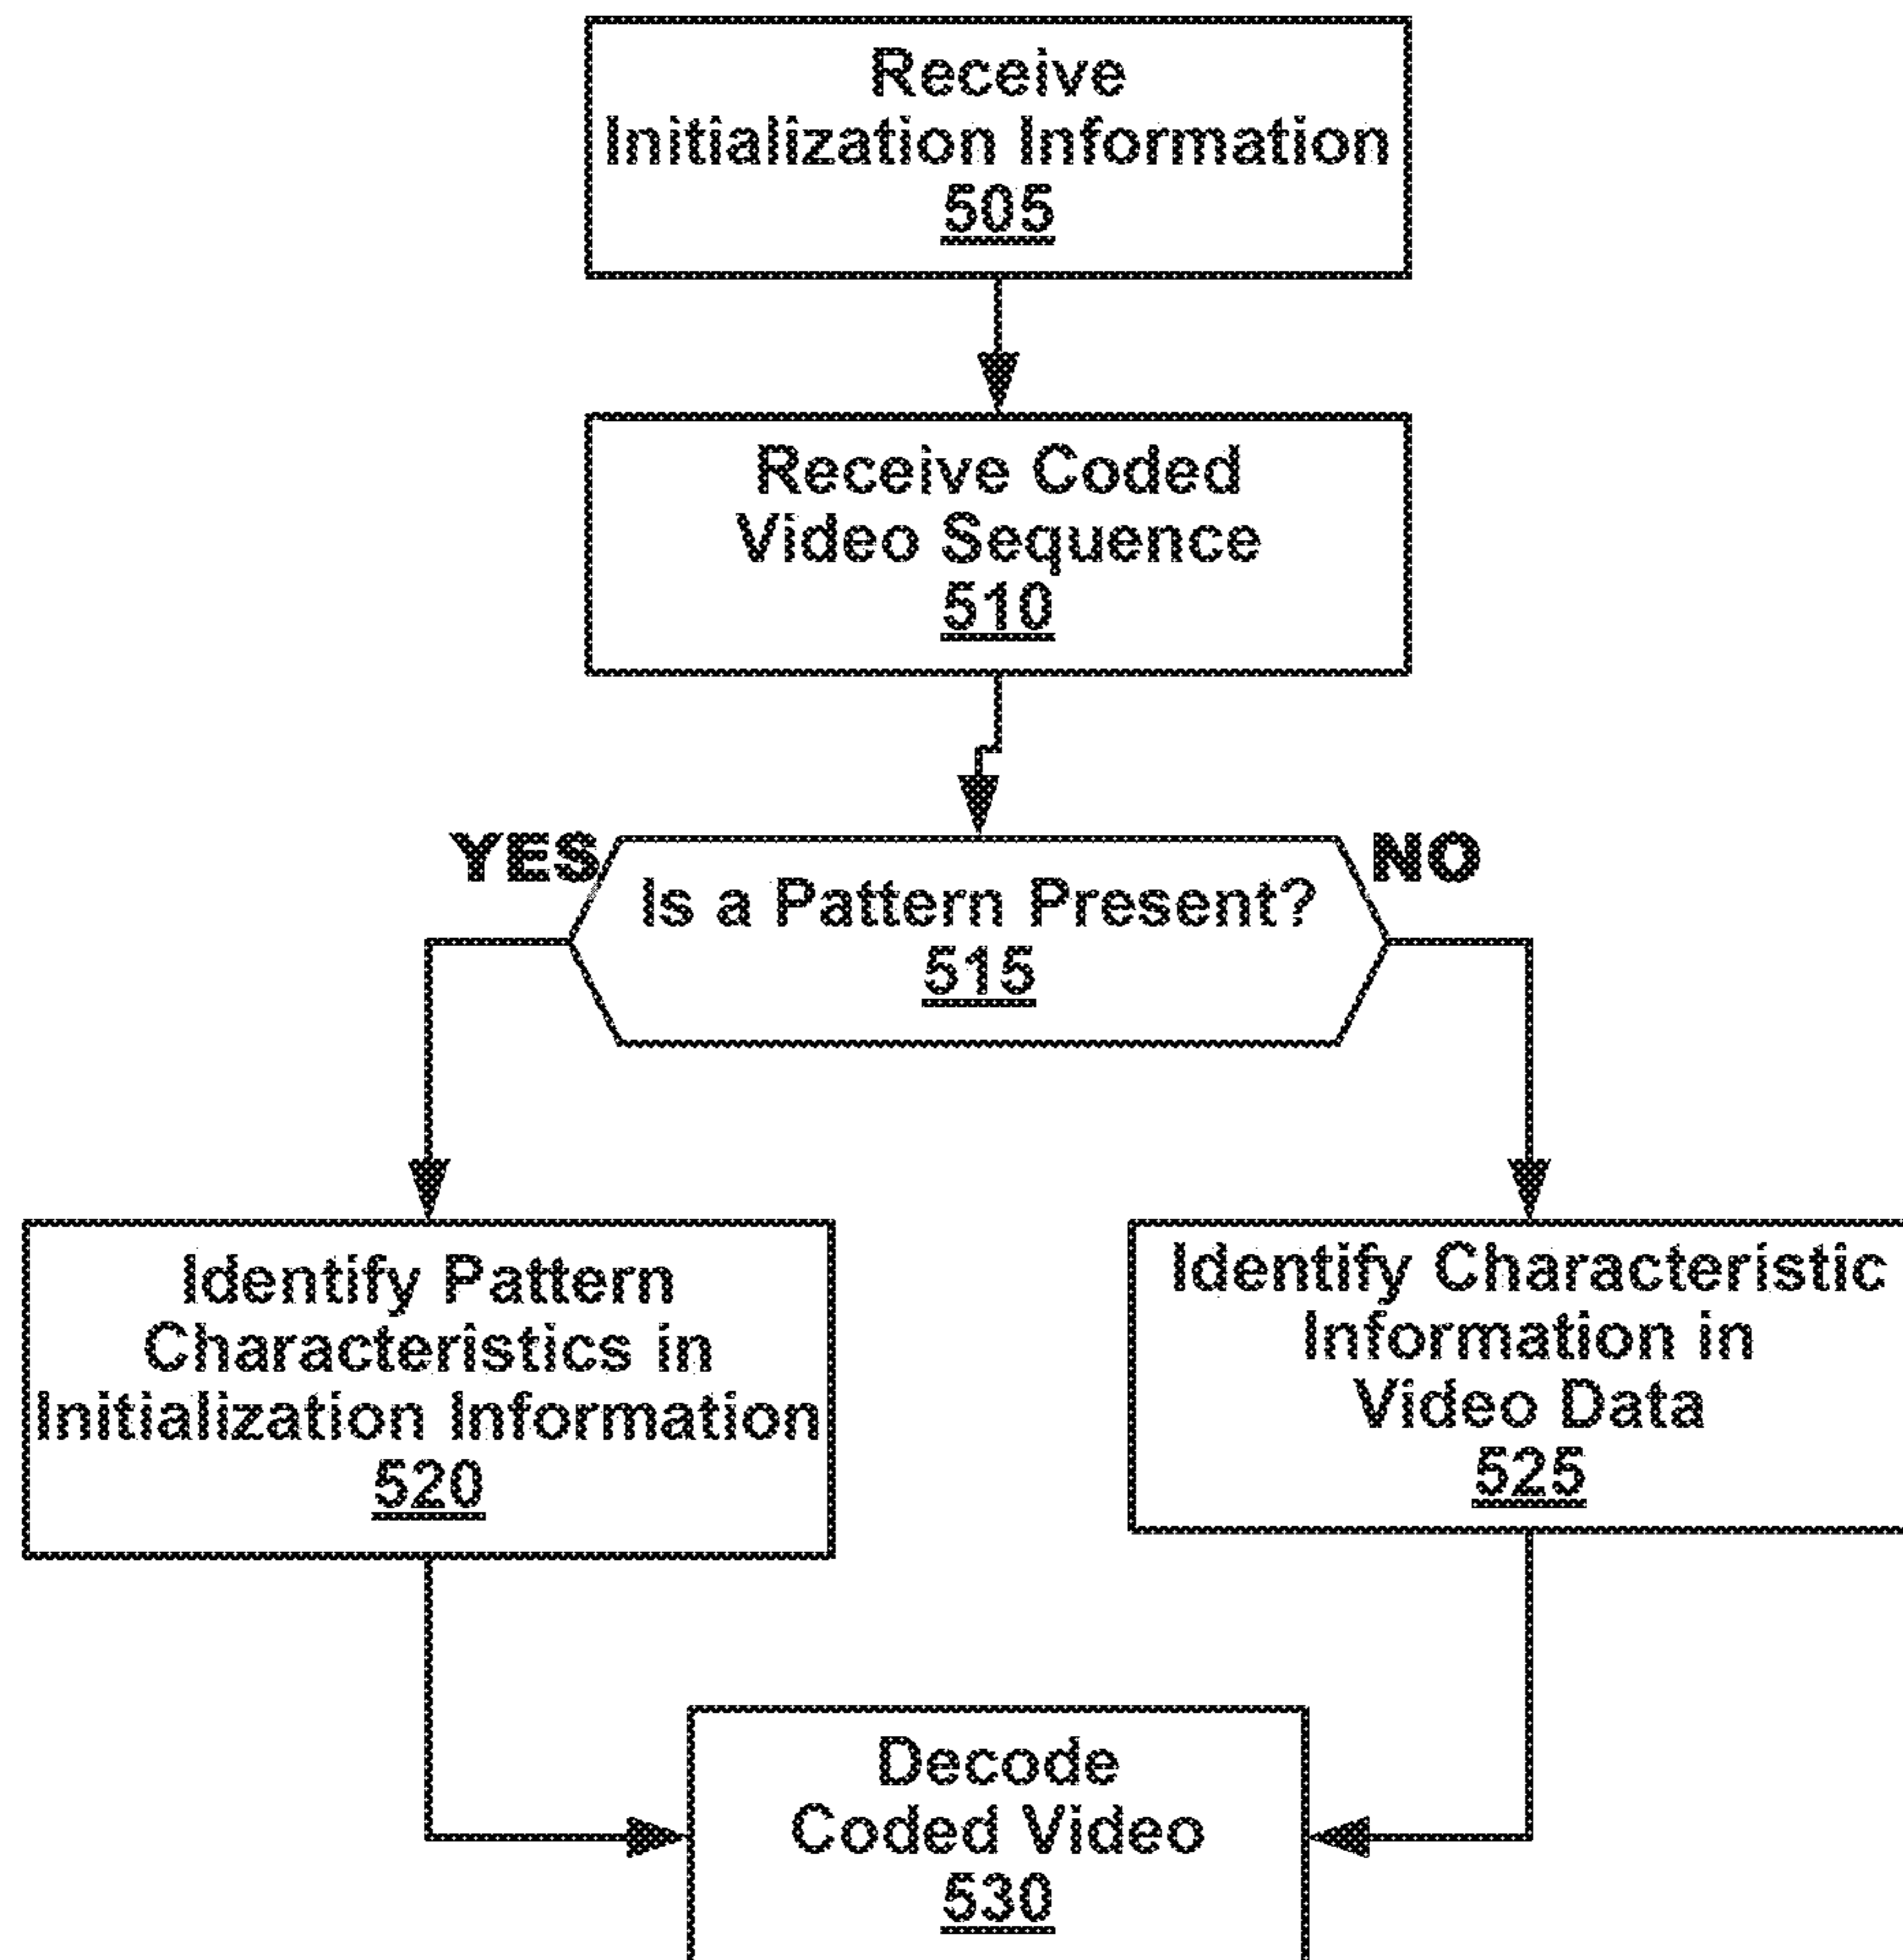 Receive
Initialization Information
505
Receive Coded
Video Sequence
510
YES
NO
Is a Pattern Present?
515
Identify Pattern
Characteristics in
Initialization Information
520
Identify Characteristic
Information in
Video Data
525
Decode
Coded Video
530